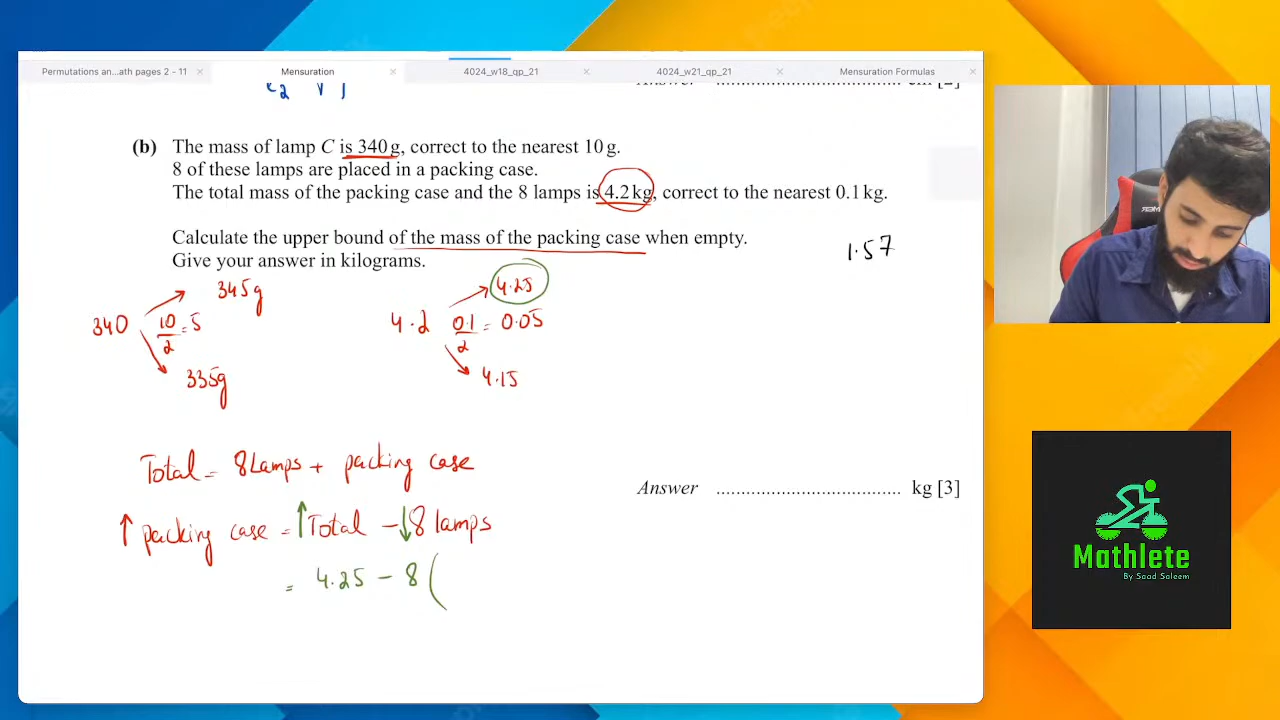 Permutations an...ath pages 2 - 11 × Mensuration × 4024_w18_qp_21 × 4024_w21_qp_21 × Mensuration Formulas ×
(b) The mass of lamp C is 340 g, correct to the nearest 10 g.
8 of these lamps are placed in a packing case.
The total mass of the packing case and the 8 lamps is 4.2 kg, correct to the nearest 0.1 kg.
Calculate the upper bound of the mass of the packing case when empty.
Give your answer in kilograms.
1.57
345g
340 10/2 = 5
335g
4.25
4.2 0.1/2 = 0.05
4.15
Total = 8 Lamps + packing case
Answer ..................................... kg [3]
↑ packing case = ↑ Total − ↓ 8 lamps
= 4.25 − 8 (
Mathlete
By Saad Saleem